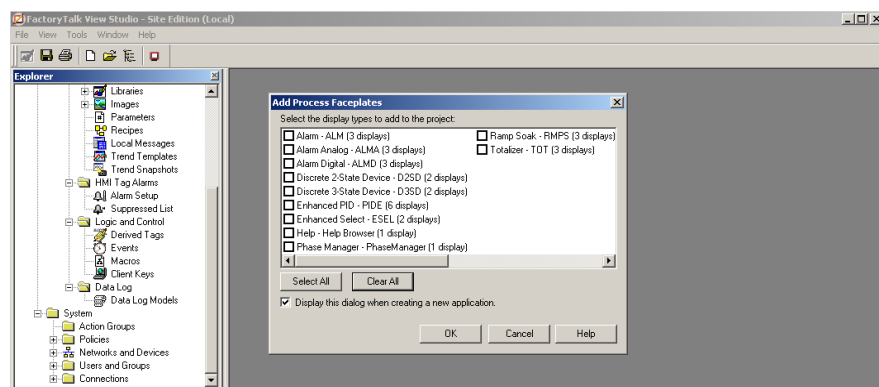 FactoryTalk View Studio - Site Edition (Local)
File View Tools Window Help
Explorer
Libraries
Images
Parameters
Recipes
Local Messages
Trend Templates
Trend Snapshots
HMI Tag Alarms
Alarm Setup
Suppressed List
Logic and Control
Derived Tags
Events
Macros
Client Keys
Data Log
Data Log Models
System
Action Groups
Policies
Networks and Devices
Users and Groups
Connections
Add Process Faceplates
Select the display types to add to the project:
Alarm - ALM (3 displays)
Alarm Analog - ALMA (3 displays)
Alarm Digital - ALMD (3 displays)
Discrete 2-State Device - D2SD (2 displays)
Discrete 3-State Device - D3SD (2 displays)
Enhanced PID - PIDE (6 displays)
Enhanced Select - ESEL (2 displays)
Help - Help Browser (1 display)
Phase Manager - PhaseManager (1 display)
Ramp Soak - RMPS (3 displays)
Totalizer - TOT (3 displays)
Select All Clear All
Display this dialog when creating a new application.
OK Cancel Help